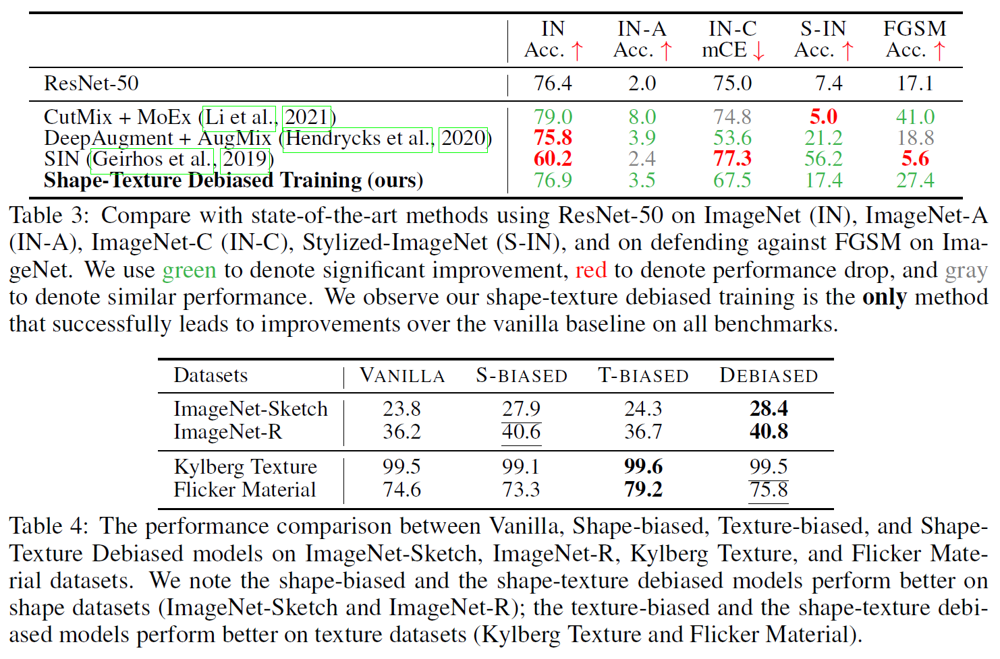 IN IN-A IN-C S-IN FGSM
Acc. ↑ Acc. ↑ mCE ↓ Acc. ↑ Acc. ↑
ResNet-50 76.4 2.0 75.0 7.4 17.1
CutMix + MoEx (Li et al., 2021) 79.0 8.0 74.8 5.0 41.0
DeepAugment + AugMix (Hendrycks et al., 2020) 75.8 3.9 53.6 21.2 18.8
SIN (Geirhos et al., 2019) 60.2 2.4 77.3 56.2 5.6
Shape-Texture Debiased Training (ours) 76.9 3.5 67.5 17.4 27.4
Table 3: Compare with state-of-the-art methods using ResNet-50 on ImageNet (IN), ImageNet-A
(IN-A), ImageNet-C (IN-C), Stylized-ImageNet (S-IN), and on defending against FGSM on Ima-
geNet. We use green to denote significant improvement, red to denote performance drop, and gray
to denote similar performance. We observe our shape-texture debiased training is the only method
that successfully leads to improvements over the vanilla baseline on all benchmarks.
Datasets VANILLA S-BIASED T-BIASED DEBIASED
ImageNet-Sketch 23.8 27.9 24.3 28.4
ImageNet-R 36.2 40.6 36.7 40.8
Kylberg Texture 99.5 99.1 99.6 99.5
Flicker Material 74.6 73.3 79.2 75.8
Table 4: The performance comparison between Vanilla, Shape-biased, Texture-biased, and Shape-
Texture Debiased models on ImageNet-Sketch, ImageNet-R, Kylberg Texture, and Flicker Mate-
rial datasets. We note the shape-biased and the shape-texture debiased models perform better on
shape datasets (ImageNet-Sketch and ImageNet-R); the texture-biased and the shape-texture debi-
ased models perform better on texture datasets (Kylberg Texture and Flicker Material).